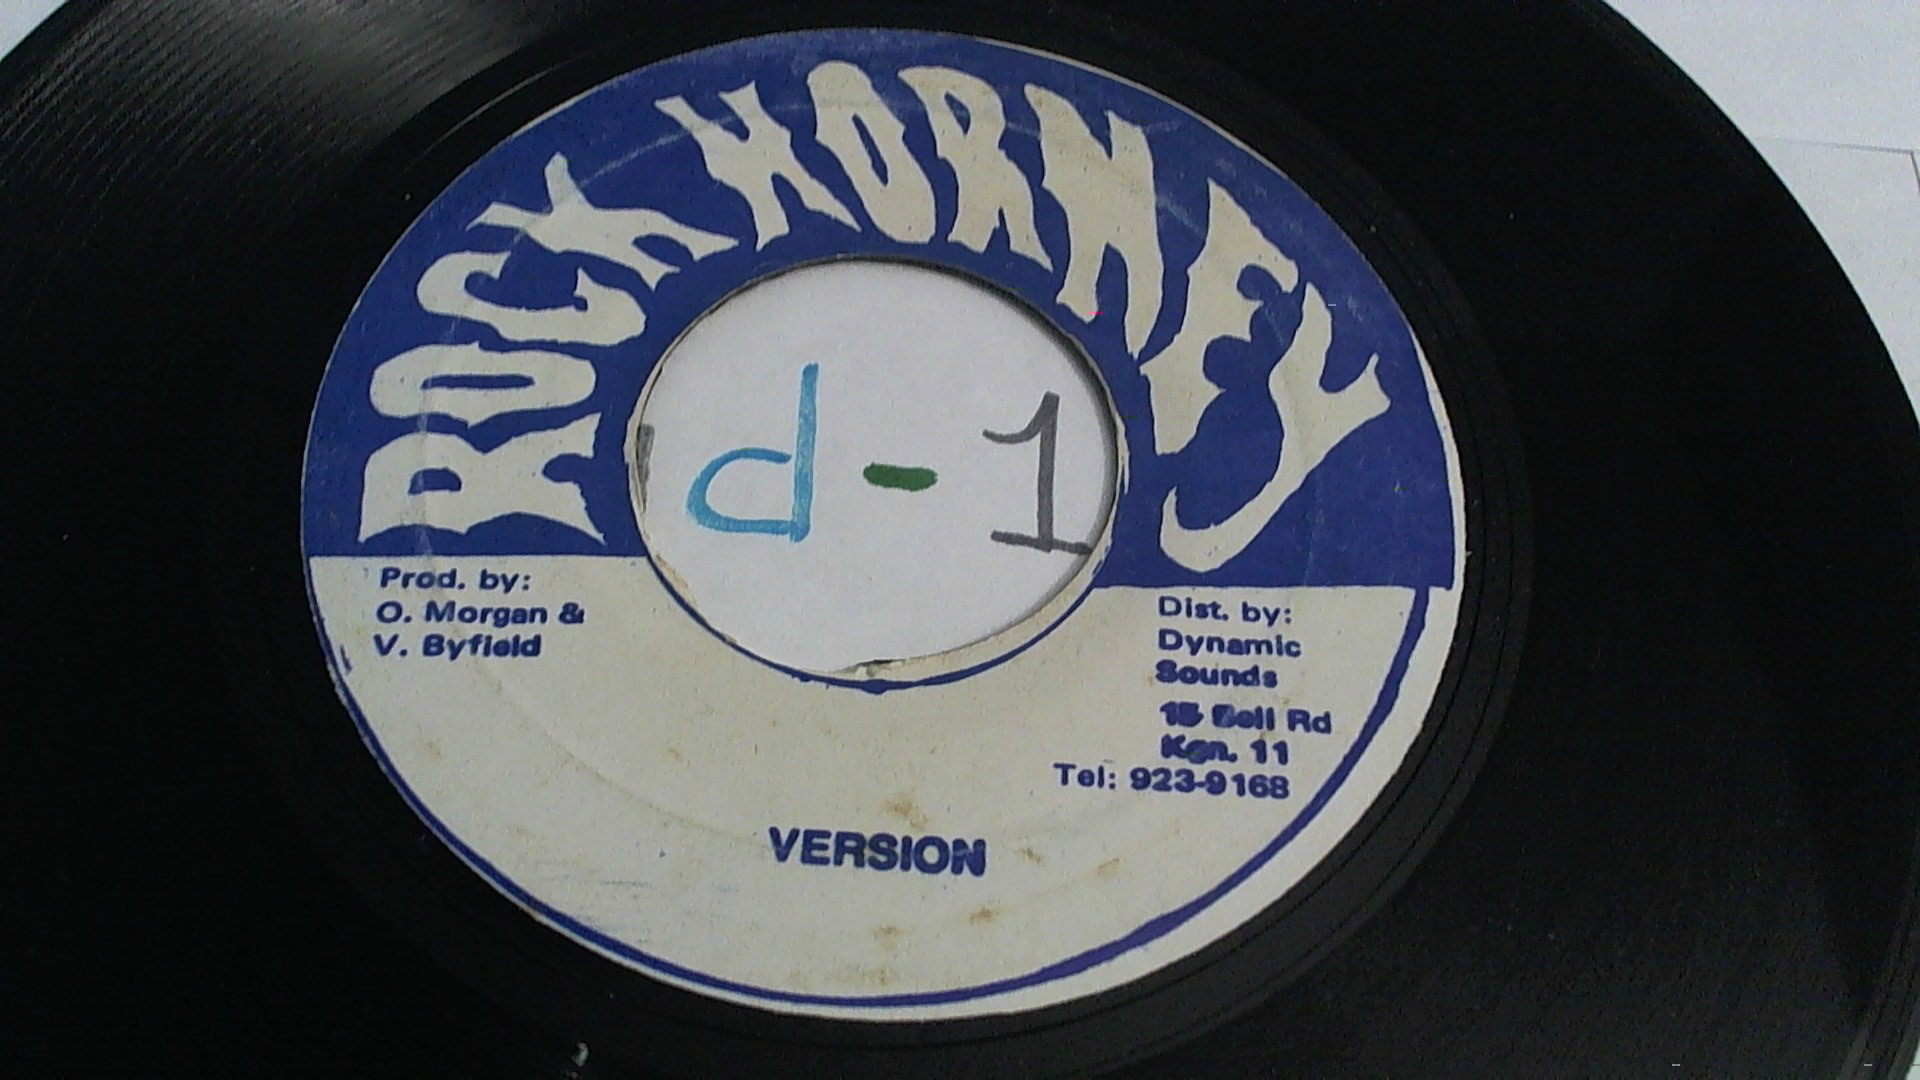 ROCK HORNEY
d-1
Prod. by:
O. Morgan &
V. Byfield
Dist. by:
Dynamic
Sounds
15 Bell Rd
Kgn. 11
Tel: 923-9168
VERSION